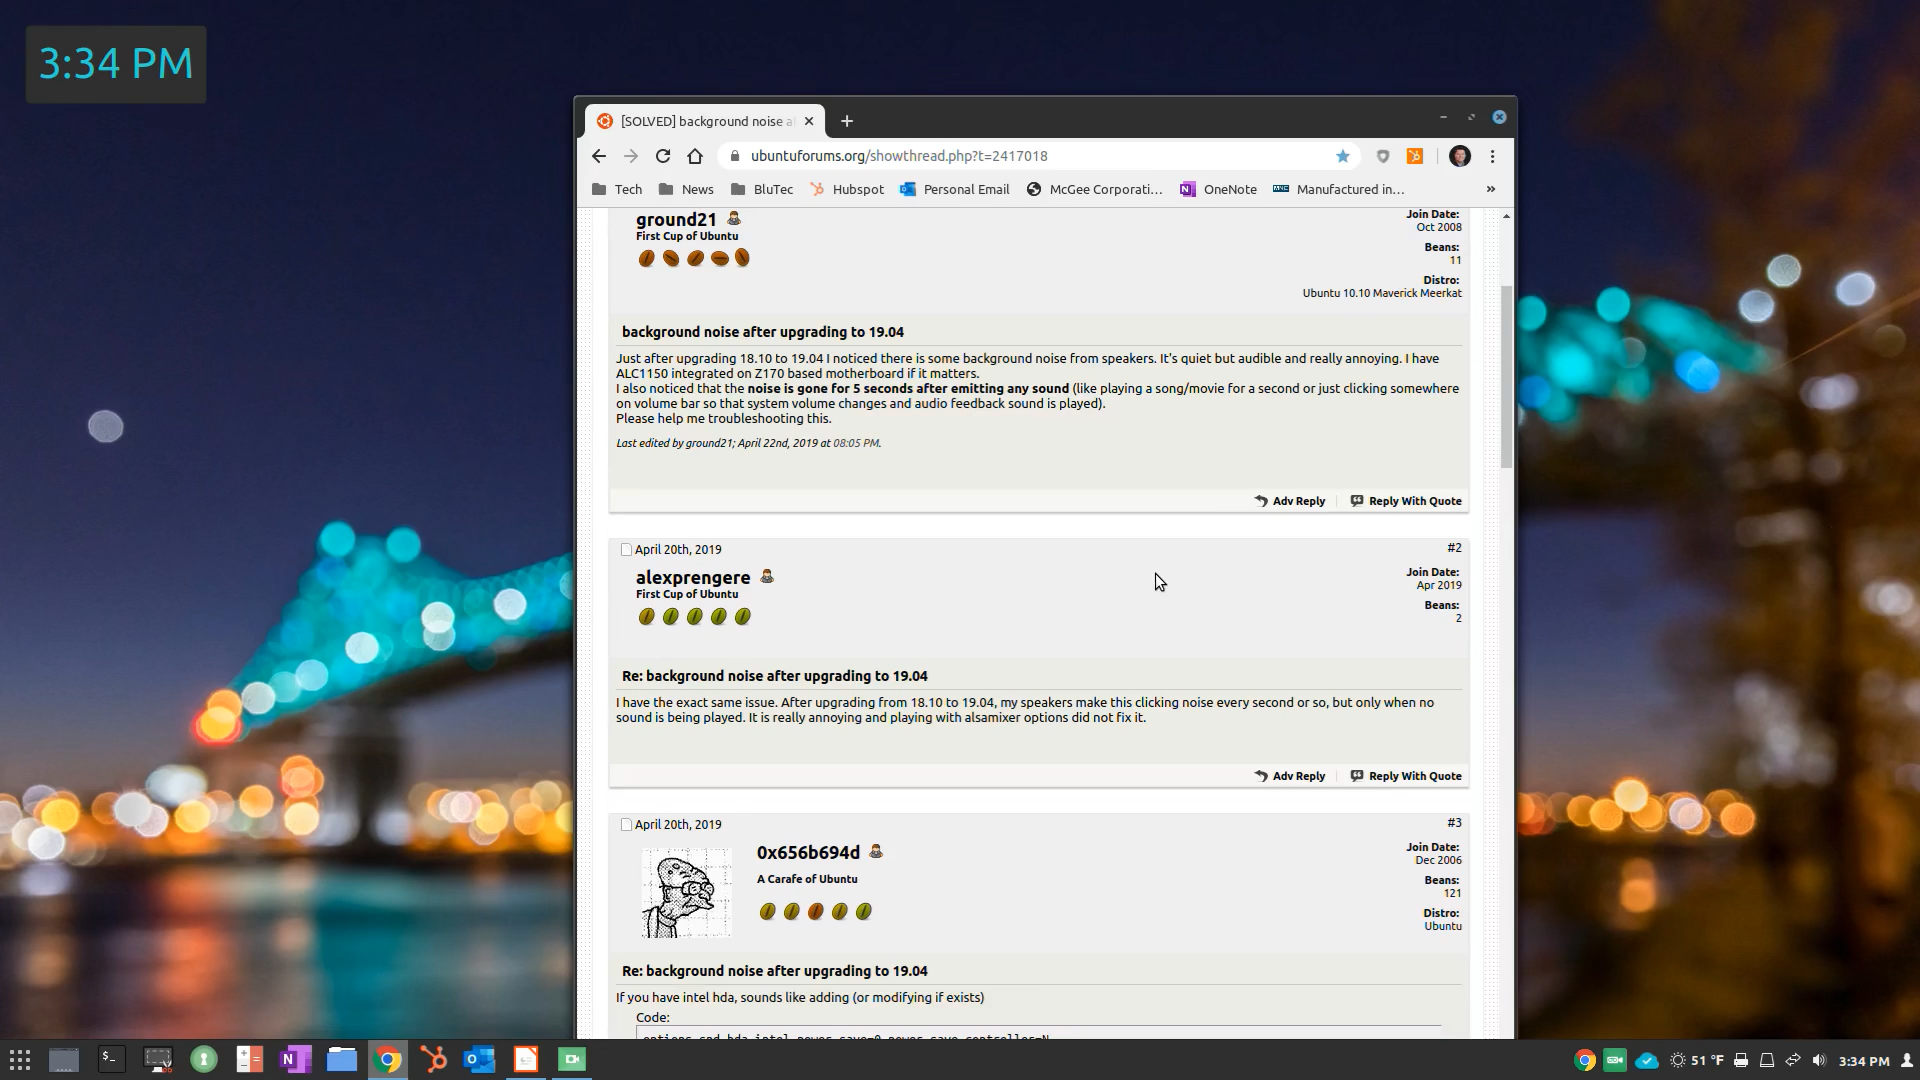 3:34 PM
[SOLVED] background noise a
ubuntuforums.org/showthread.php?t=2417018
Tech News BluTec Hubspot Personal Email McGee Corporati... OneNote Manufactured in... »
ground21
First Cup of Ubuntu
Join Date:
Oct 2008
Beans:
11
Distro:
Ubuntu 10.10 Maverick Meerkat
background noise after upgrading to 19.04
Just after upgrading 18.10 to 19.04 I noticed there is some background noise from speakers. It's quiet but audible and really annoying. I have
ALC1150 integrated on Z170 based motherboard if it matters.
I also noticed that the noise is gone for 5 seconds after emitting any sound (like playing a song/movie for a second or just clicking somewhere
on volume bar so that system volume changes and audio feedback sound is played).
Please help me troubleshooting this.
Last edited by ground21; April 22nd, 2019 at 08:05 PM.
Adv Reply Reply With Quote
April 20th, 2019 #2
alexprengere
First Cup of Ubuntu
Join Date:
Apr 2019
Beans:
2
Re: background noise after upgrading to 19.04
I have the exact same issue. After upgrading from 18.10 to 19.04, my speakers make this clicking noise every second or so, but only when no
sound is being played. It is really annoying and playing with alsamixer options did not fix it.
Adv Reply Reply With Quote
April 20th, 2019 #3
0x656b694d
A Carafe of Ubuntu
Join Date:
Dec 2006
Beans:
121
Distro:
Ubuntu
Re: background noise after upgrading to 19.04
If you have intel hda, sounds like adding (or modifying if exists)
Code:
options snd_hda_intel power_save=0 power_save_controller=N
51 °F 3:34 PM